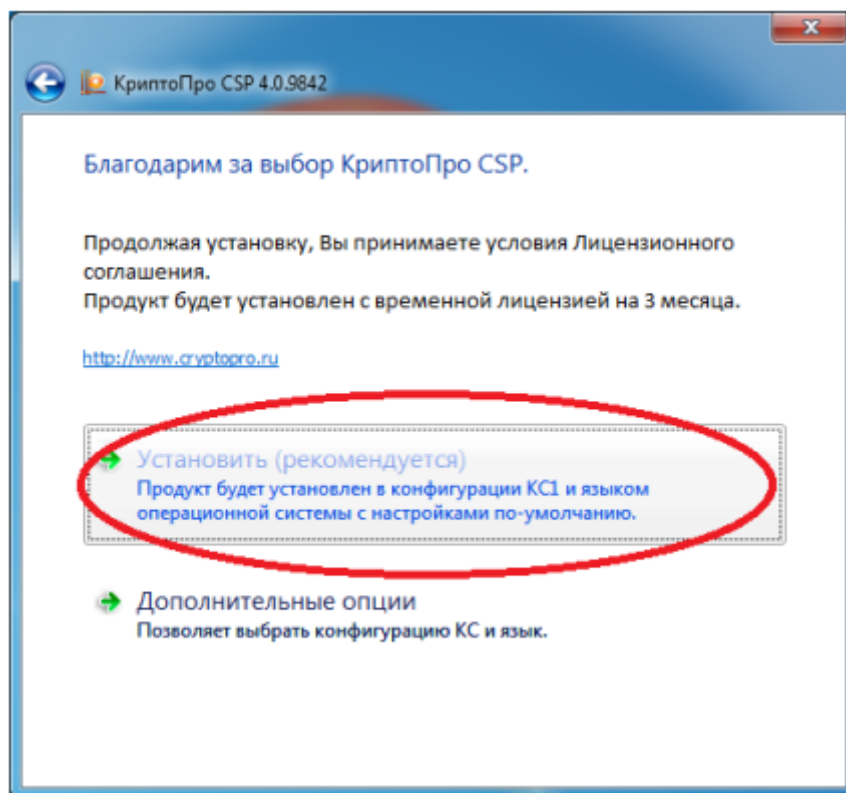 КриптоПро CSP 4.0.9842
Благодарим за выбор КриптоПро CSP.
Продолжая установку, Вы принимаете условия Лицензионного
соглашения.
Продукт будет установлен с временной лицензией на 3 месяца.
http://www.cryptopro.ru
Установить (рекомендуется)
Продукт будет установлен в конфигурации КС1 и языком
операционной системы с настройками по-умолчанию.
Дополнительные опции
Позволяет выбрать конфигурацию КС и язык.